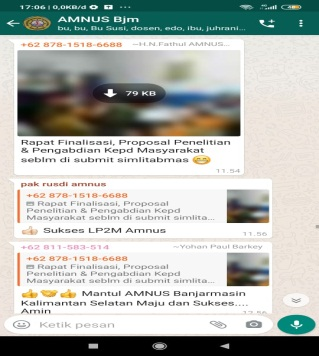 17:06 | 0,0KB/d
AMNUS Bjm
bu, bu, Bu Susi, dosen, edo, ibu, juhrani...
+62 878-1518-6688 ~H.N.Fathul AMNUS...
79 KB
Rapat Finalisasi, Proposal Penelitian
& Pengabdian Kepd Masyarakat
seblm di submit simlitabmas 😁
11.54
pak rusdi amnus
+62 878-1518-6688
Rapat Finalisasi, Proposal
Penelitian & Pengabdian Kepd
Masyarakat seblm di submit simlita...
👍🏻 Sukses LP2M Amnus
11.56
+62 811-583-514 ~Yohan Paul Barkey
+62 878-1518-6688
Rapat Finalisasi, Proposal
Penelitian & Pengabdian Kepd
Masyarakat seblm di submit simlita...
👍🤝👍 Mantul AMNUS Banjarmasin
Kalimantan Selatan Maju dan Sukses....
Amin
Ketik pesan